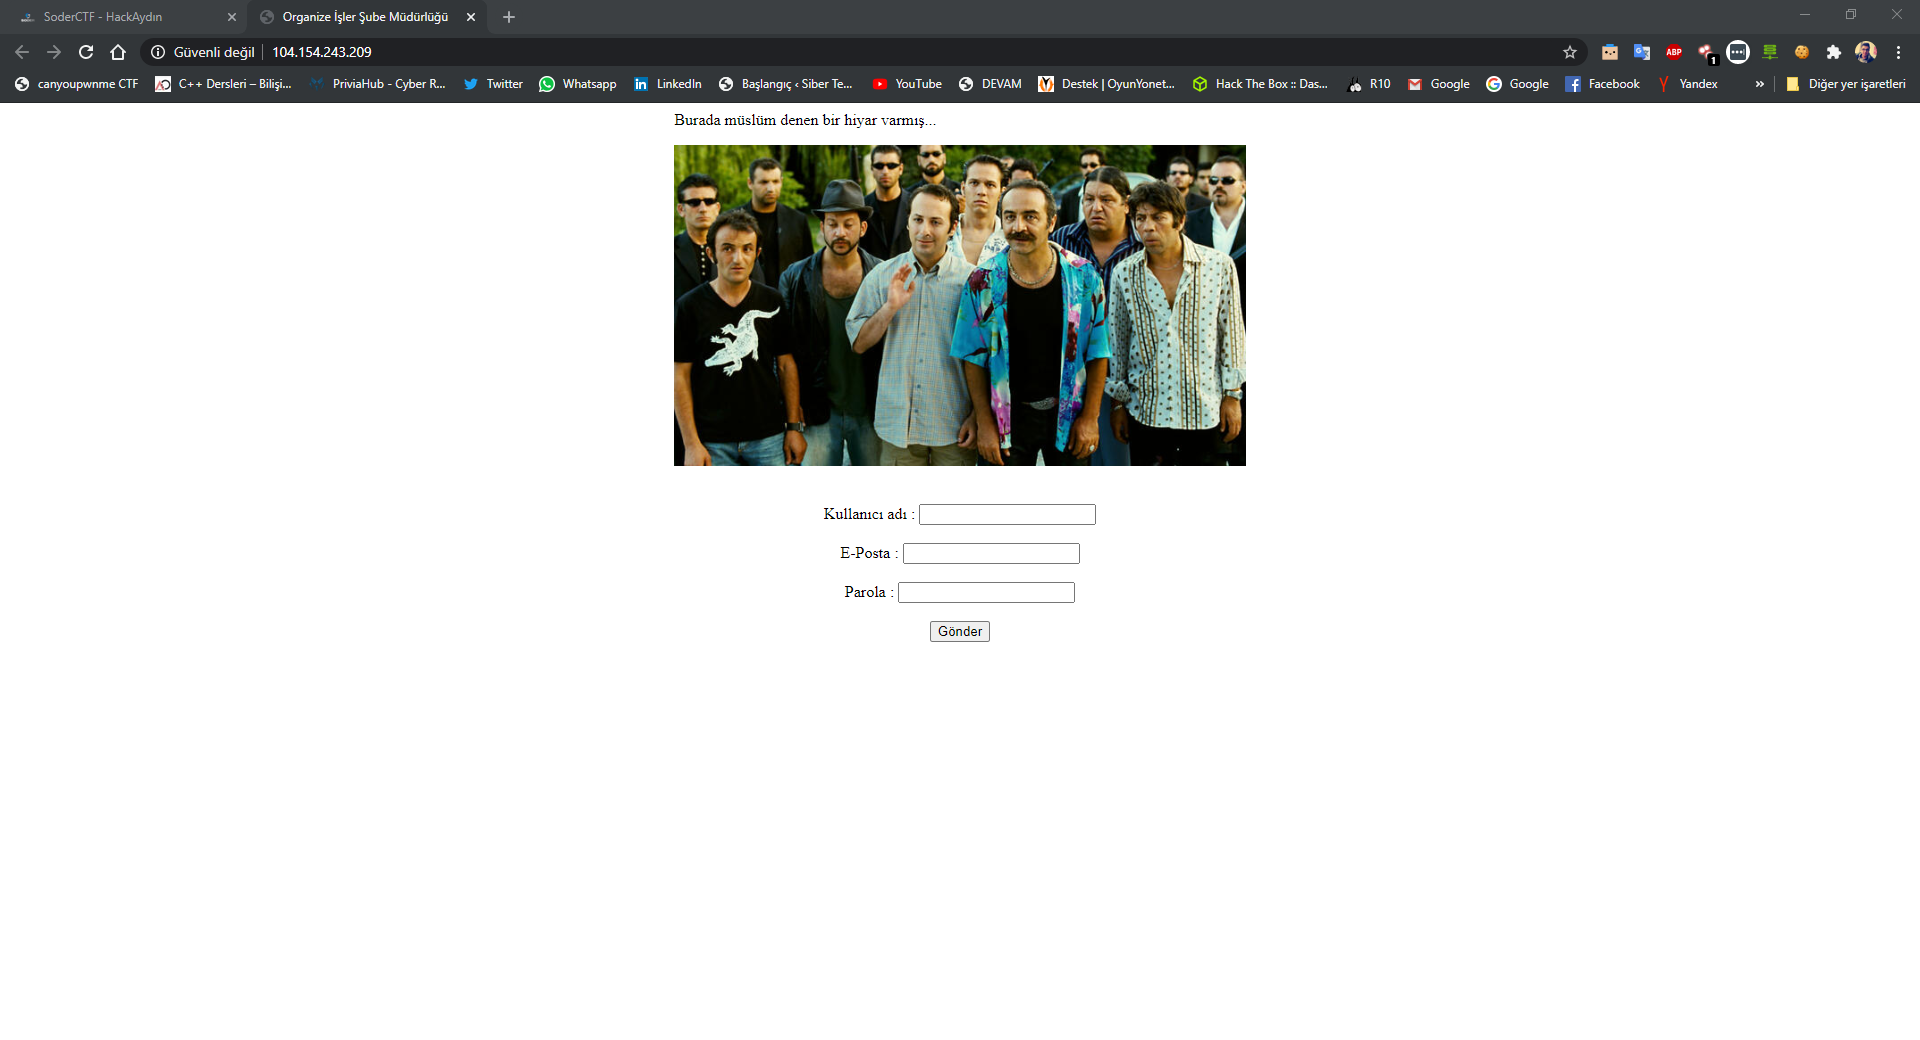 SoderCTF - HackAydın
Organize İşler Şube Müdürlüğü
Güvenli değil
104.154.243.209
ABP
1
canyoupwnme CTF
C++ Dersleri – Bilişi...
PriviaHub - Cyber R...
Twitter
Whatsapp
LinkedIn
Başlangıç ‹ Siber Te...
YouTube
DEVAM
Destek | OyunYonet...
Hack The Box :: Das...
R10
Google
Google
Facebook
Yandex
»
Diğer yer işaretleri
Burada müslüm denen bir hiyar varmış...
Kullanıcı adı :
E-Posta :
Parola :
Gönder